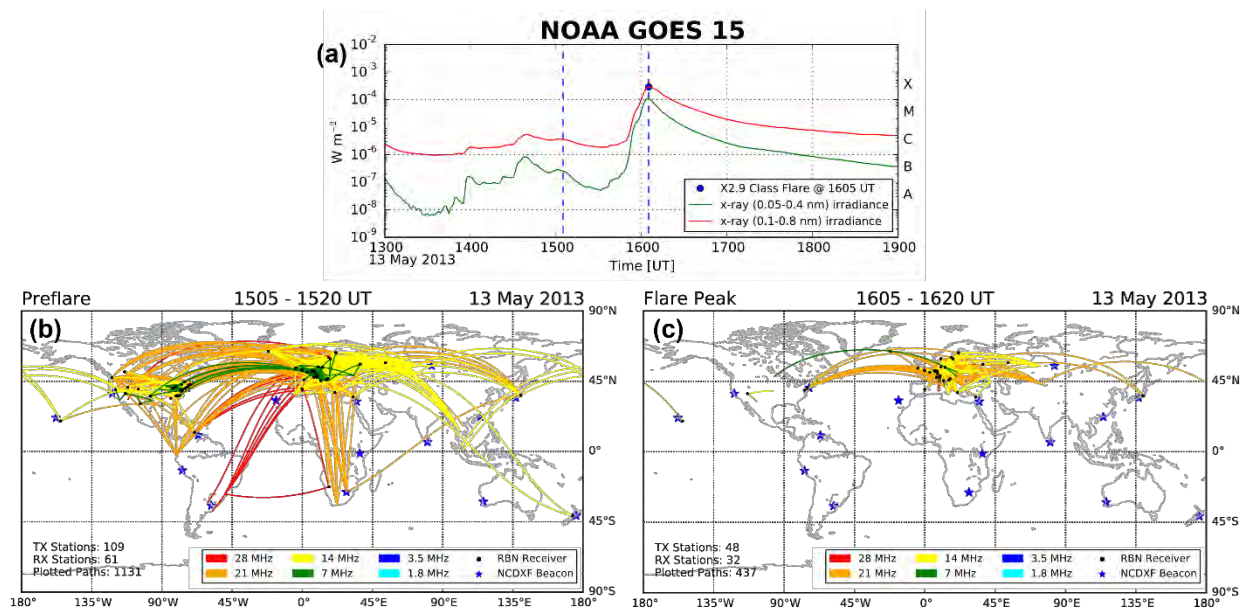 NOAA GOES 15
(a)
10⁻²
10⁻³
10⁻⁴
10⁻⁵
10⁻⁶
10⁻⁷
10⁻⁸
10⁻⁹
W m⁻²
X
M
C
B
A
X2.9 Class Flare @ 1605 UT
x-ray (0.05-0.4 nm) irradiance
x-ray (0.1-0.8 nm) irradiance
1300 1400 1500 1600 1700 1800 1900
13 May 2013
Time [UT]
Preflare 1505 - 1520 UT 13 May 2013
(b)
TX Stations: 109
RX Stations: 61
Plotted Paths: 1131
28 MHz 14 MHz 3.5 MHz RBN Receiver
21 MHz 7 MHz 1.8 MHz NCDXF Beacon
180° 135°W 90°W 45°W 0° 45°E 90°E 135°E 180°
90°N
45°N
0°
45°S
Flare Peak 1605 - 1620 UT 13 May 2013
(c)
TX Stations: 48
RX Stations: 32
Plotted Paths: 437
28 MHz 14 MHz 3.5 MHz RBN Receiver
21 MHz 7 MHz 1.8 MHz NCDXF Beacon
180° 135°W 90°W 45°W 0° 45°E 90°E 135°E 180°
90°N
45°N
0°
45°S
90°S